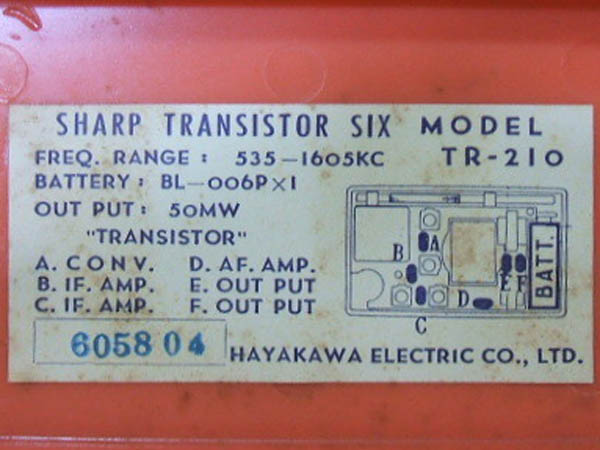 SHARP TRANSISTOR SIX MODEL
FREQ. RANGE : 535-1605KC TR-210
BATTERY : BL-006P×1
OUT PUT : 50MW
"TRANSISTOR"
A. CONV. D. AF. AMP.
B. IF. AMP. E. OUT PUT
C. IF. AMP. F. OUT PUT
B A E F BATT.
D
C
605804 HAYAKAWA ELECTRIC CO., LTD.